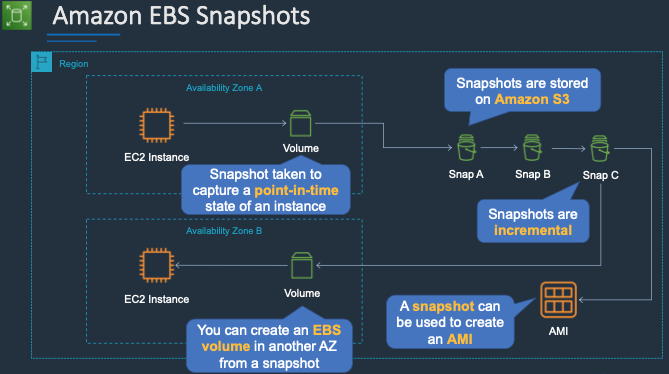 Amazon EBS Snapshots
Region
Availability Zone A
EC2 Instance
Volume
Snapshot taken to
capture a point-in-time
state of an instance
Snapshots are stored
on Amazon S3
Snap A
Snap B
Snap C
Snapshots are
incremental
Availability Zone B
EC2 Instance
Volume
You can create an EBS
volume in another AZ
from a snapshot
A snapshot can
be used to create
an AMI
AMI